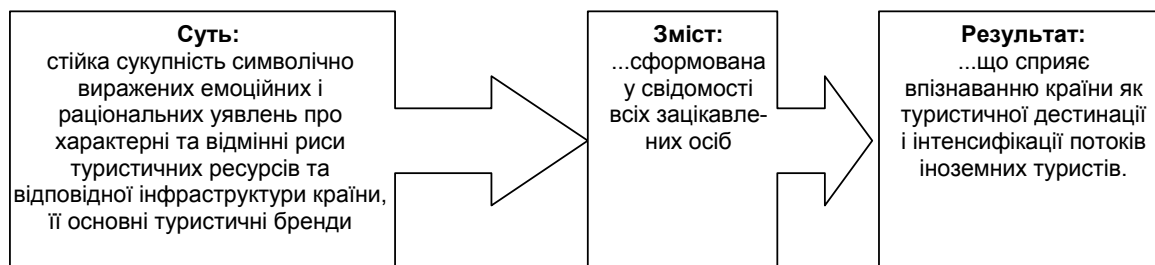 Суть:
стійка сукупність символічно
виражених емоційних і
раціональних уявлень про
характерні та відмінні риси
туристичних ресурсів та
відповідної інфраструктури країни,
її основні туристичні бренди
Зміст:
...сформована
у свідомості
всіх зацікавле-
них осіб
Результат:
...що сприяє
впізнаванню країни як
туристичної дестинації
і інтенсифікації потоків
іноземних туристів.